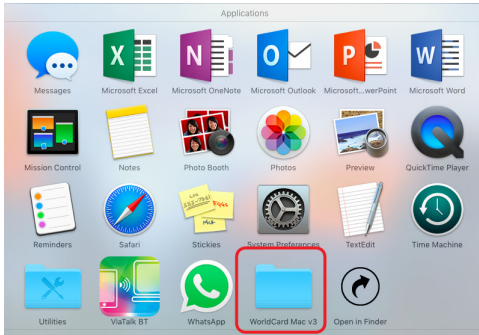 Applications
Messages
Microsoft Excel
Microsoft OneNote
Microsoft Outlook
Microsoft...werPoint
Microsoft Word
Mission Control
Notes
Photo Booth
Photos
Preview
QuickTime Player
Reminders
Safari
Stickies
System Preferences
TextEdit
Time Machine
Utilities
ViaTalk BT
WhatsApp
WorldCard Mac v3
Open in Finder